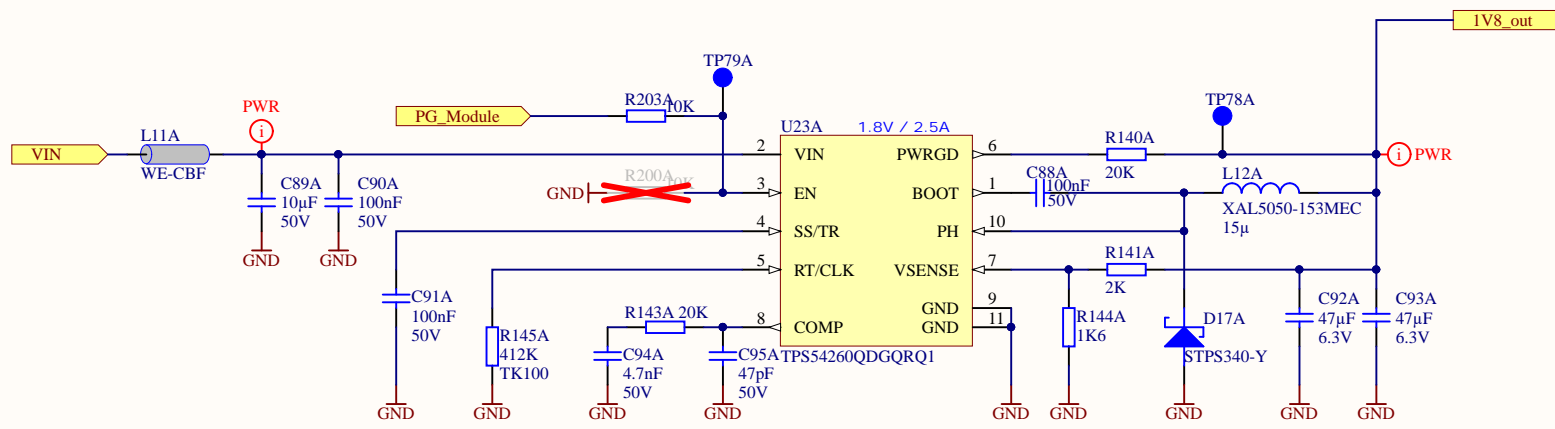 1V8_out
TP79A
R203A 10K
PG_Module
TP78A
PWR
L11A
VIN
WE-CBF
U23A
1.8V / 2.5A
2 VIN
PWRGD 6
R140A
20K
PWR
C89A
10µF
50V
C90A
100nF
50V
GND
GND
GND
R200A 10K
3 EN
BOOT 1
C88A
100nF
50V
L12A
XAL5050-153MEC
15µ
4 SS/TR
PH 10
5 RT/CLK
VSENSE 7
R141A
2K
C91A
100nF
50V
R145A
412K
TK100
R143A 20K
8 COMP
GND 9
GND 11
TPS54260QDGQRQ1
C94A
4.7nF
50V
C95A
47pF
50V
R144A
1K6
D17A
STPS340-Y
C92A
47µF
6.3V
C93A
47µF
6.3V
GND
GND
GND
GND
GND
GND
GND
GND
GND